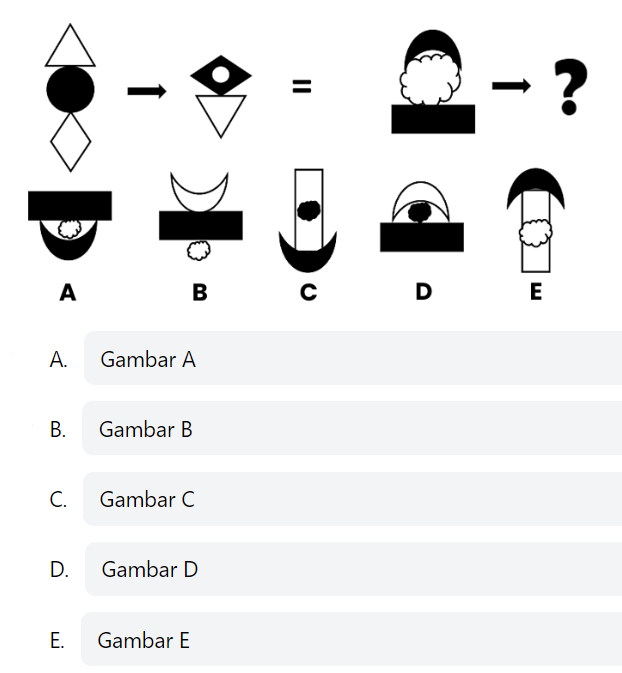 = ?
A B C D E
A. Gambar A
B. Gambar B
C. Gambar C
D. Gambar D
E. Gambar E